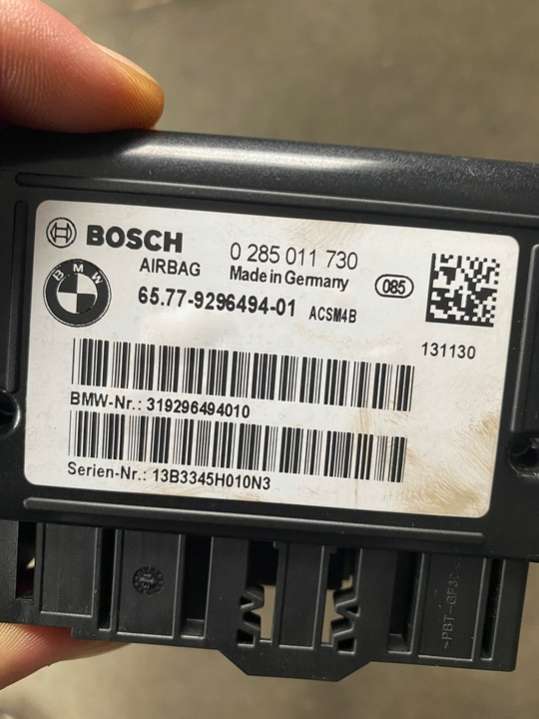 BOSCH 0 285 011 730
AIRBAG Made in Germany 085
BMW 65.77-9296494-01 ACSM4B
131130
BMW-Nr.: 319296494010
Serien-Nr.: 13B3345H010N3